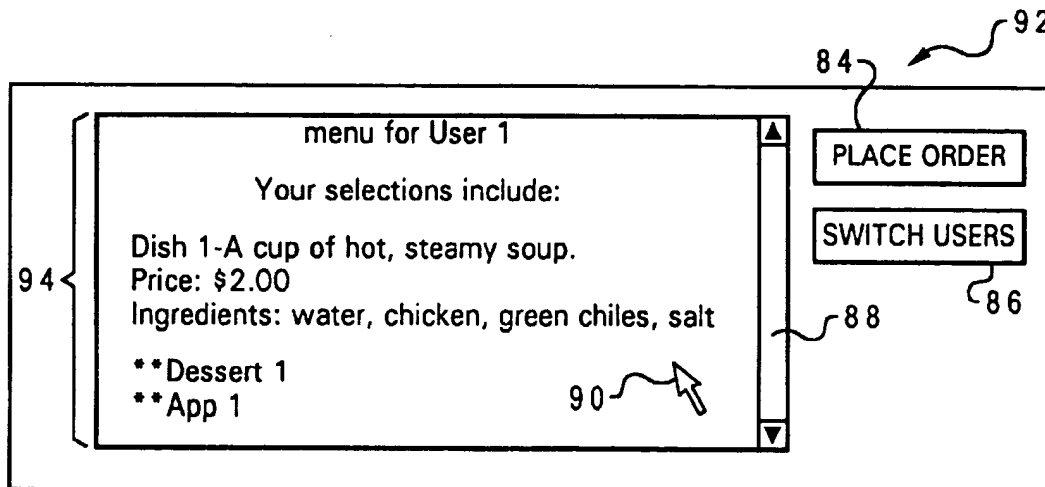 92
84
menu for User 1
PLACE ORDER
Your selections include:
SWITCH USERS
Dish 1-A cup of hot, steamy soup.
94
Price: $2.00
86
Ingredients: water, chicken, green chiles, salt
88
**Dessert 1
90
**App 1